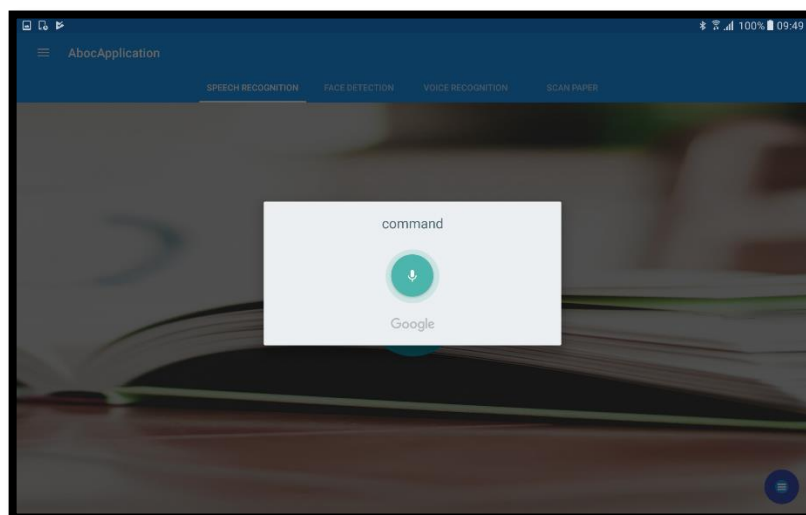 100% 09:49
AbocApplication
SPEECH RECOGNITION FACE DETECTION VOICE RECOGNITION SCAN PAPER
command
Google